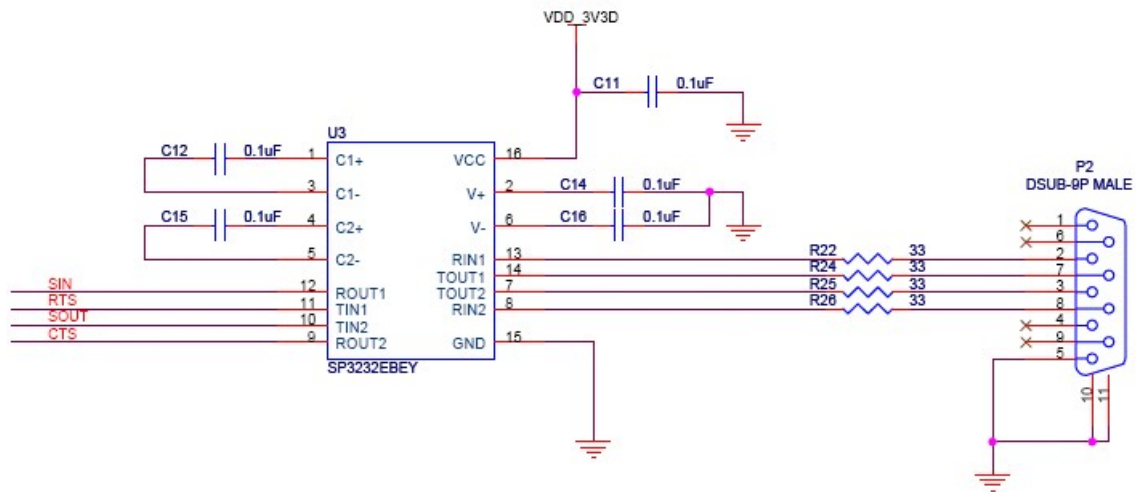 VDD_3V3D
C11 0.1uF
U3
C12 0.1uF 1 C1+ VCC 16
P2
DSUB-9P MALE
3 C1- V+ 2 C14 0.1uF
C15 0.1uF 4 C2+ V- 6 C16 0.1uF
1
6
5 C2- RIN1 13 R22 33 2
TOUT1 14 R24 33 7
SIN 12 ROUT1 TOUT2 7 R25 33 3
RTS 11 TIN1 RIN2 8 R26 33 8
SOUT 10 TIN2
4
CTS 9 ROUT2 GND 15
9
5
SP3232EBEY
10 11